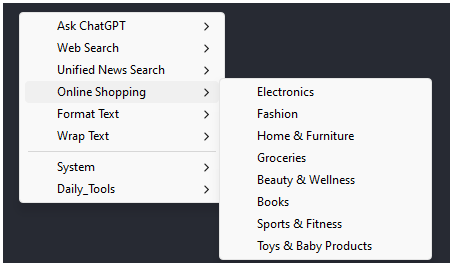 Ask ChatGPT
Web Search
Unified News Search
Online Shopping
Format Text
Wrap Text
System
Daily_Tools
Electronics
Fashion
Home & Furniture
Groceries
Beauty & Wellness
Books
Sports & Fitness
Toys & Baby Products